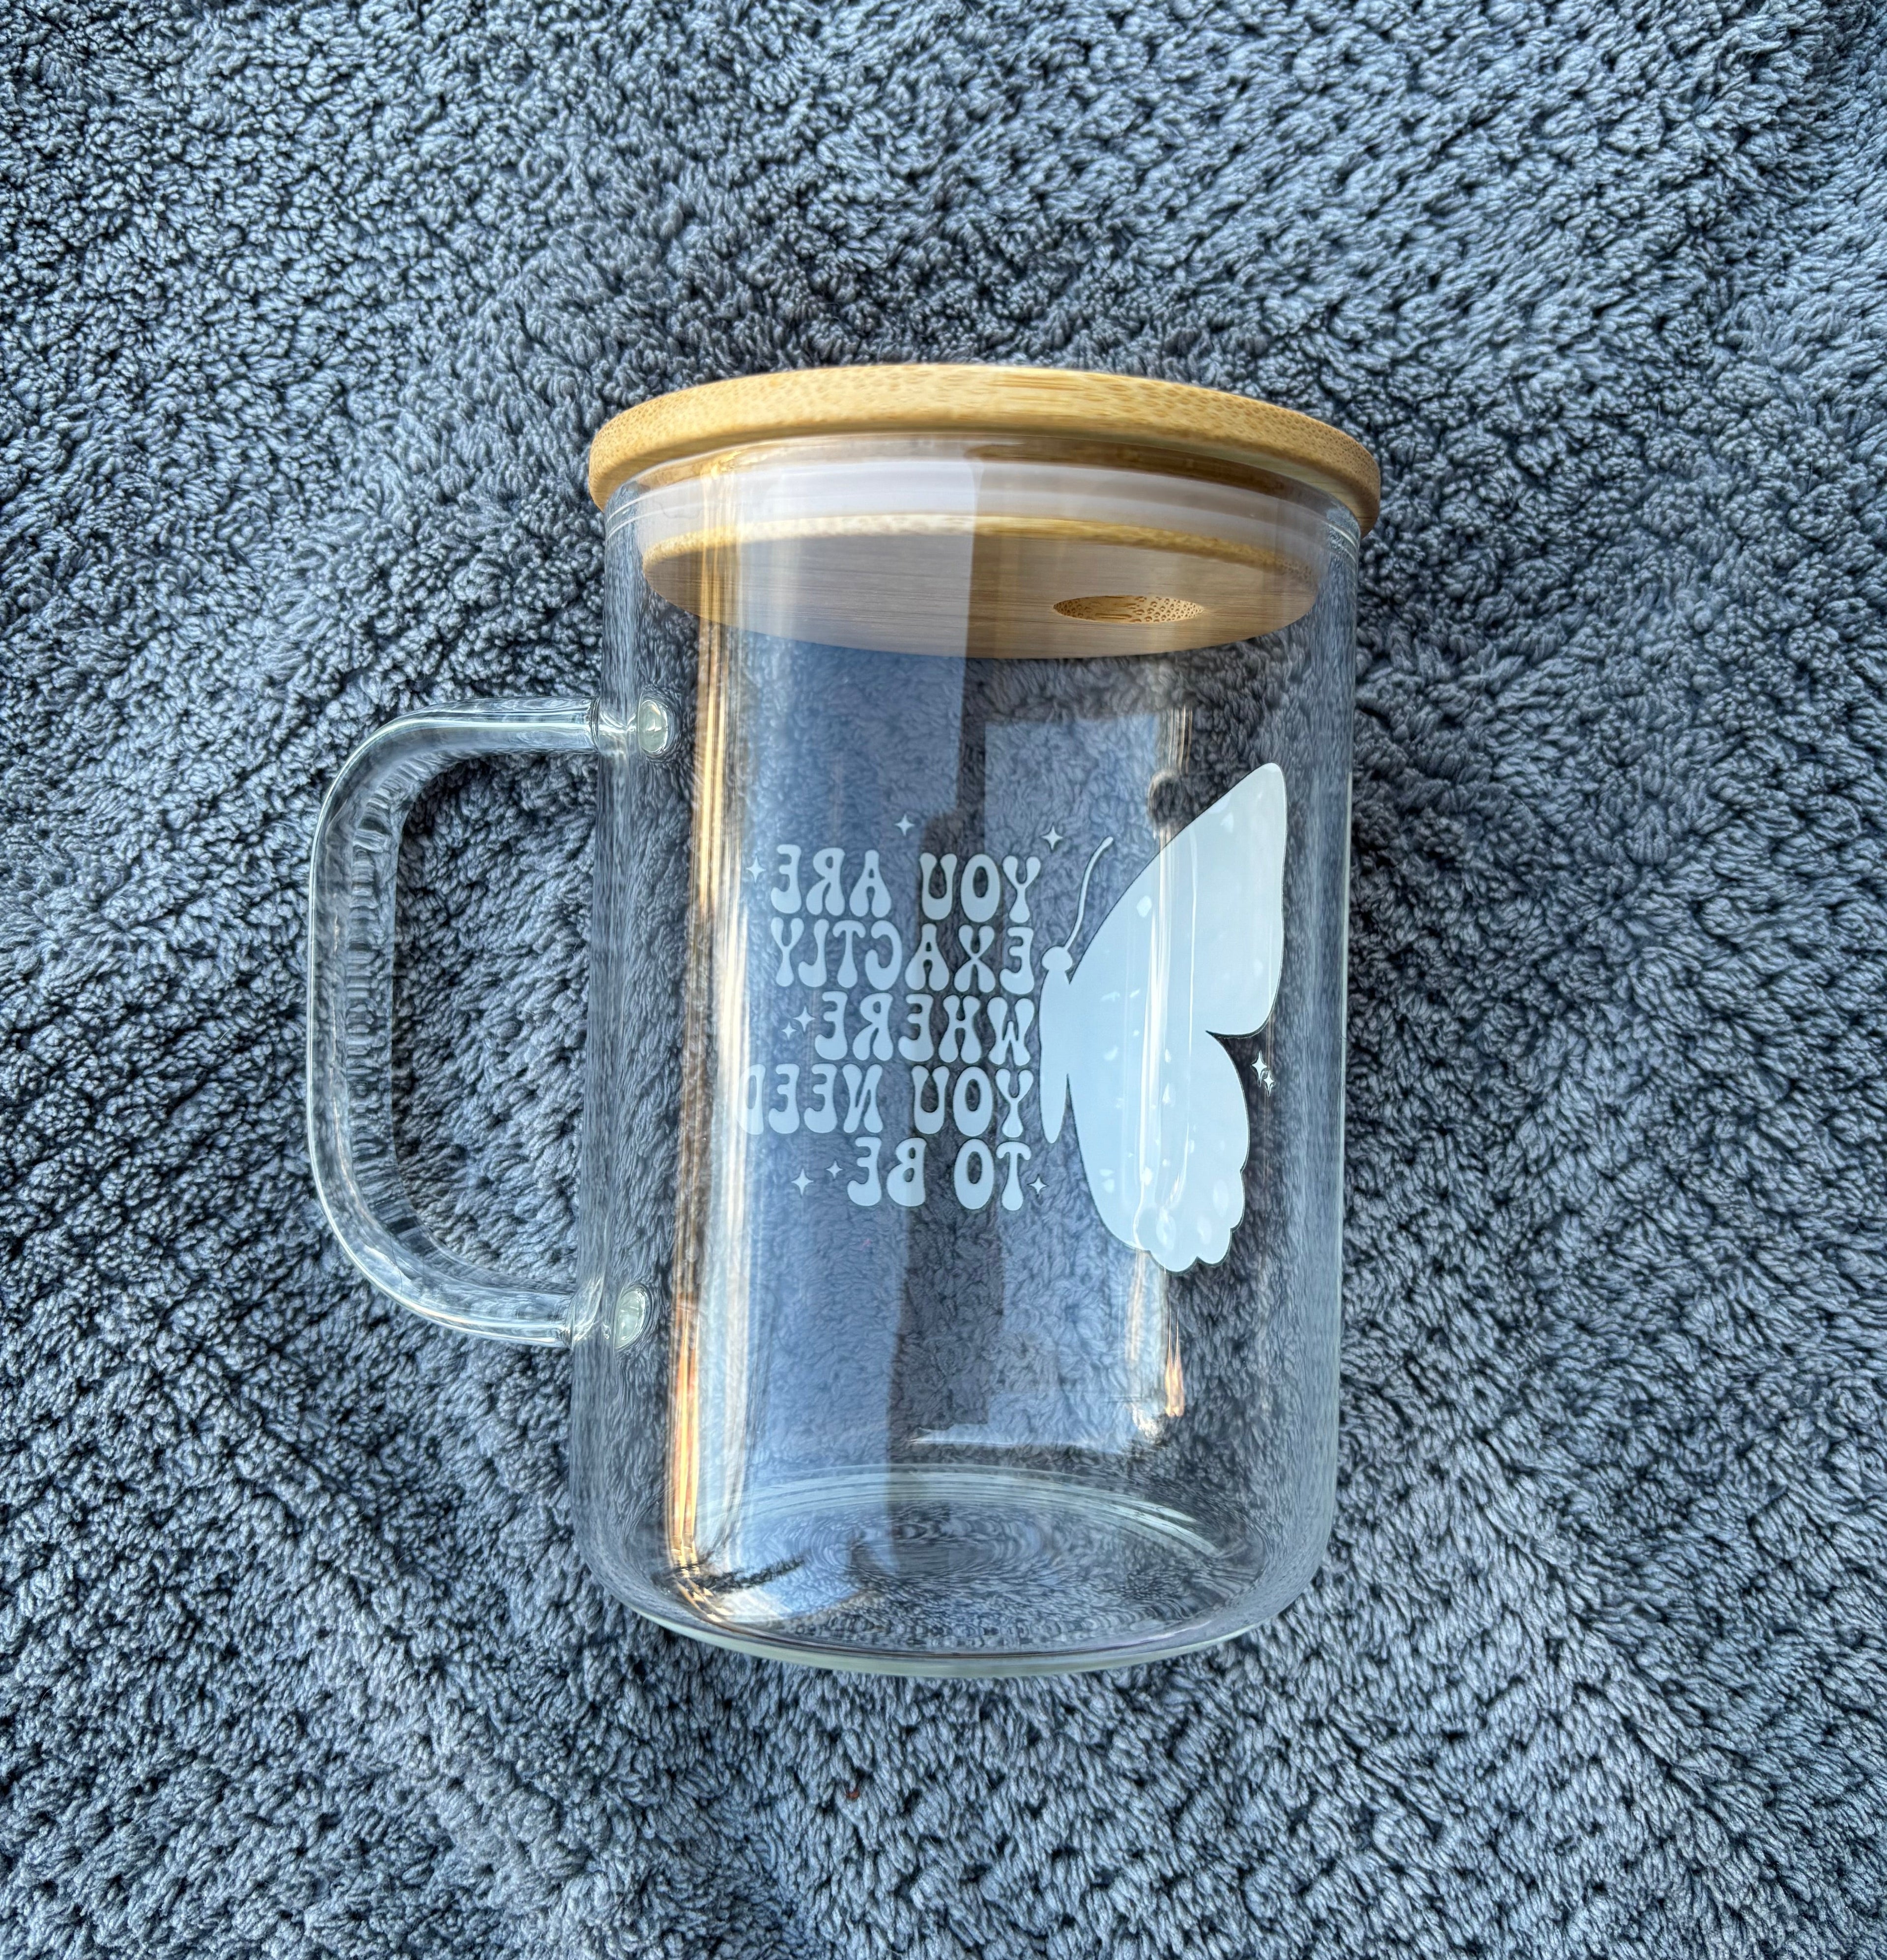 YOU ARE
EXACTLY
WHERE
YOU NEED
TO BE